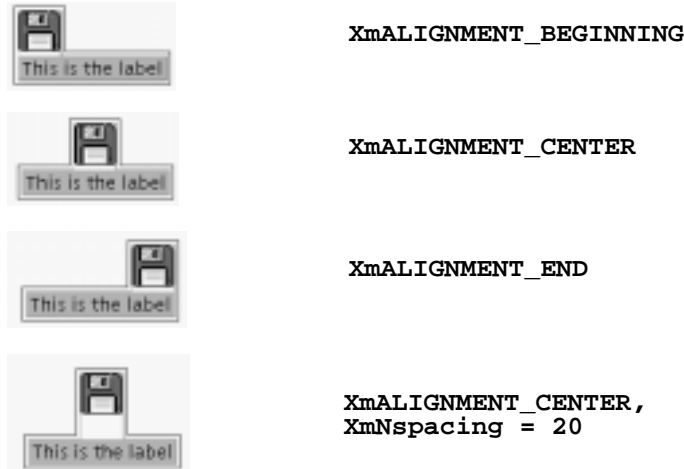 XmALIGNMENT_BEGINNING
This is the label
XmALIGNMENT_CENTER
This is the label
XmALIGNMENT_END
This is the label
XmALIGNMENT_CENTER,
XmNspacing = 20
This is the label